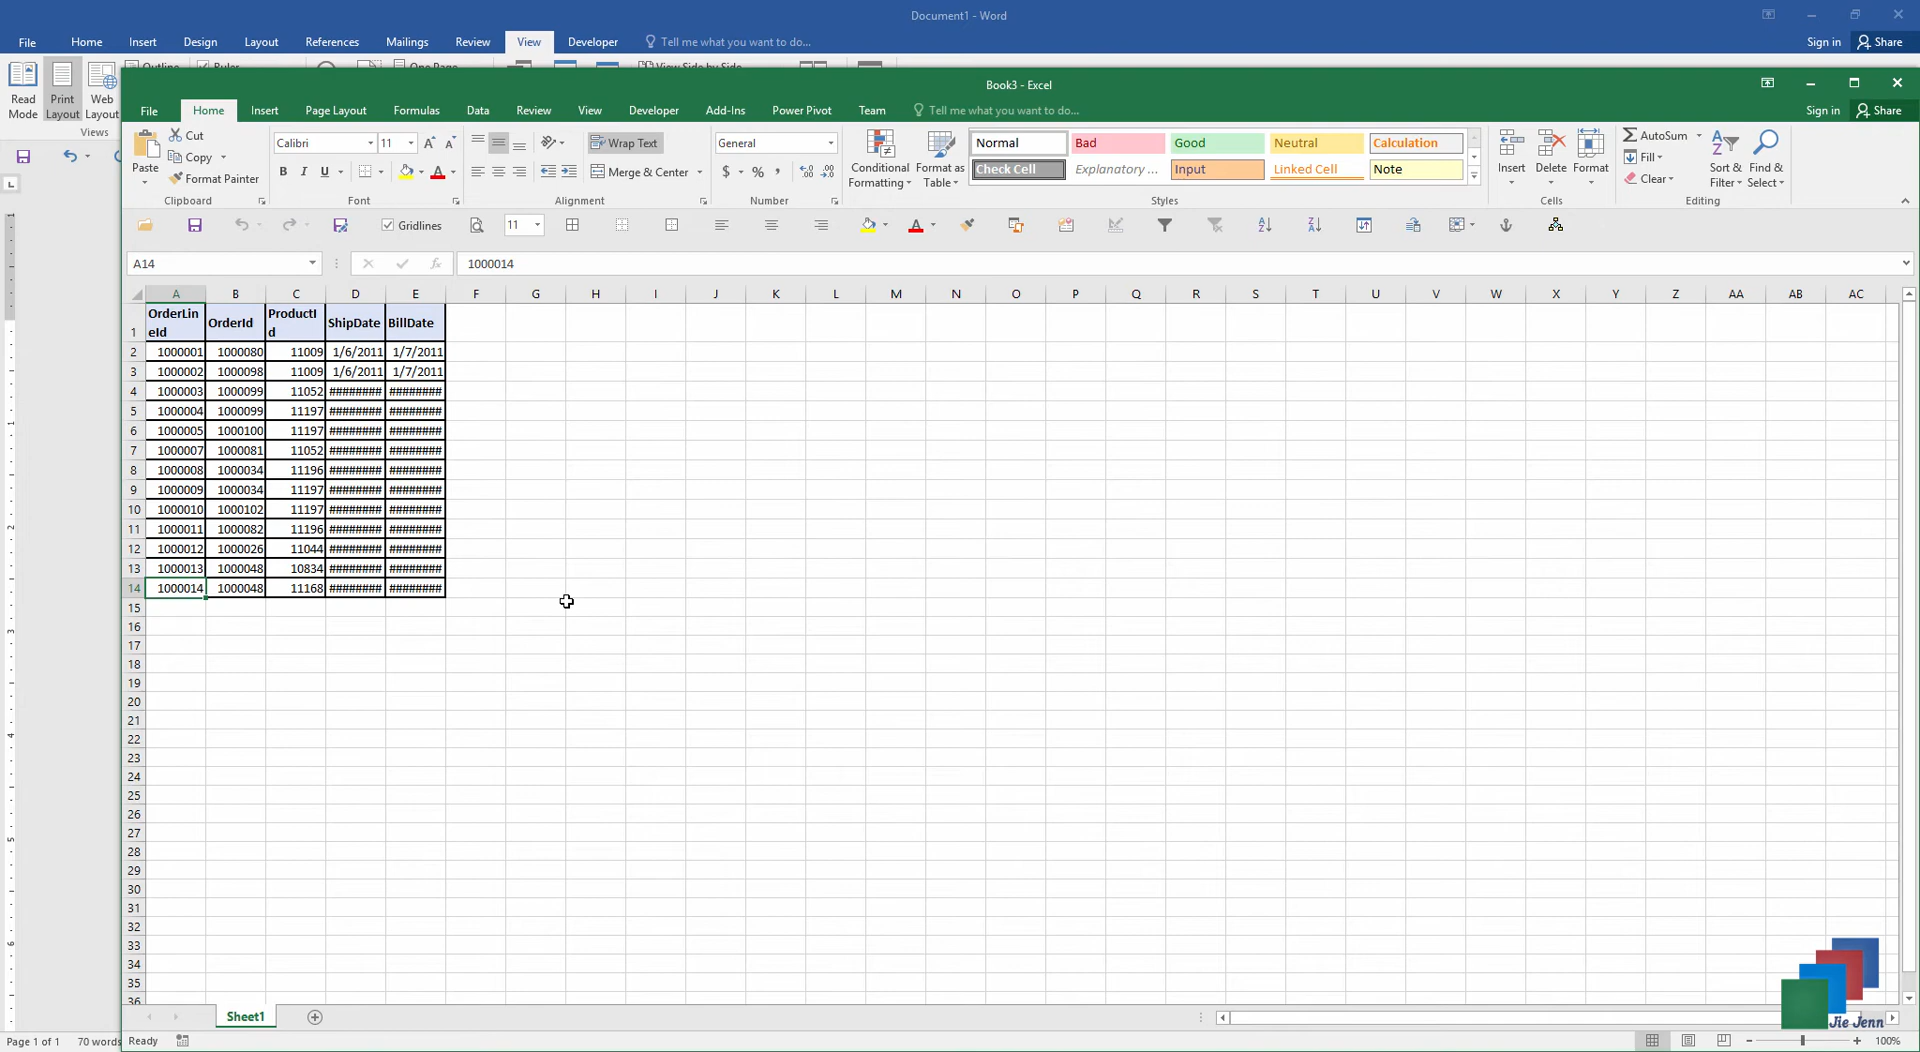 Document1 - Word
File Home Insert Design Layout References Mailings Review View Developer Tell me what you want to do... Sign in Share
Outline Ruler One Page View Side by Side
Read Mode
Print Layout
Web Layout
Views
Book3 - Excel
File Home Insert Page Layout Formulas Data Review View Developer Add-Ins Power Pivot Team Tell me what you want to do... Sign in Share
Paste
Cut
Copy
Format Painter
Clipboard
Calibri 11 A A
B I U A
Font
Wrap Text
Merge & Center
Alignment
General
$ % ,
Number
Conditional Formatting
Format as Table
Normal Bad Good Neutral Calculation
Check Cell Explanatory ... Input Linked Cell Note
Styles
Insert
Delete
Format
Cells
AutoSum
Fill
Clear
Sort & Filter
Find & Select
Editing
Gridlines 11
A14 fx 1000014
A B C D E F G H I J K L M N O P Q R S T U V W X Y Z AA AB AC
1 OrderLineId OrderId ProductId ShipDate BillDate
2 1000001 1000080 11009 1/6/2011 1/7/2011
3 1000002 1000098 11009 1/6/2011 1/7/2011
4 1000003 1000099 11052 ######## ########
5 1000004 1000099 11197 ######## ########
6 1000005 1000100 11197 ######## ########
7 1000007 1000081 11052 ######## ########
8 1000008 1000034 11196 ######## ########
9 1000009 1000034 11197 ######## ########
10 1000010 1000102 11197 ######## ########
11 1000011 1000082 11196 ######## ########
12 1000012 1000026 11044 ######## ########
13 1000013 1000048 10834 ######## ########
14 1000014 1000048 11168 ######## ########
15
16
17
18
19
20
21
22
23
24
25
26
27
28
29
30
31
32
33
34
35
36
Sheet1
Jie Jenn
Page 1 of 1 70 words
Ready 100%